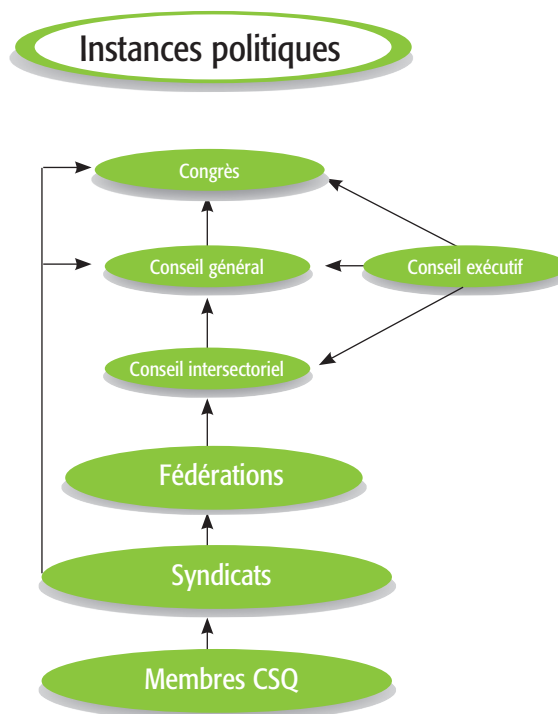 Instances politiques
Congrès
Conseil général
Conseil exécutif
Conseil intersectoriel
Fédérations
Syndicats
Membres CSQ